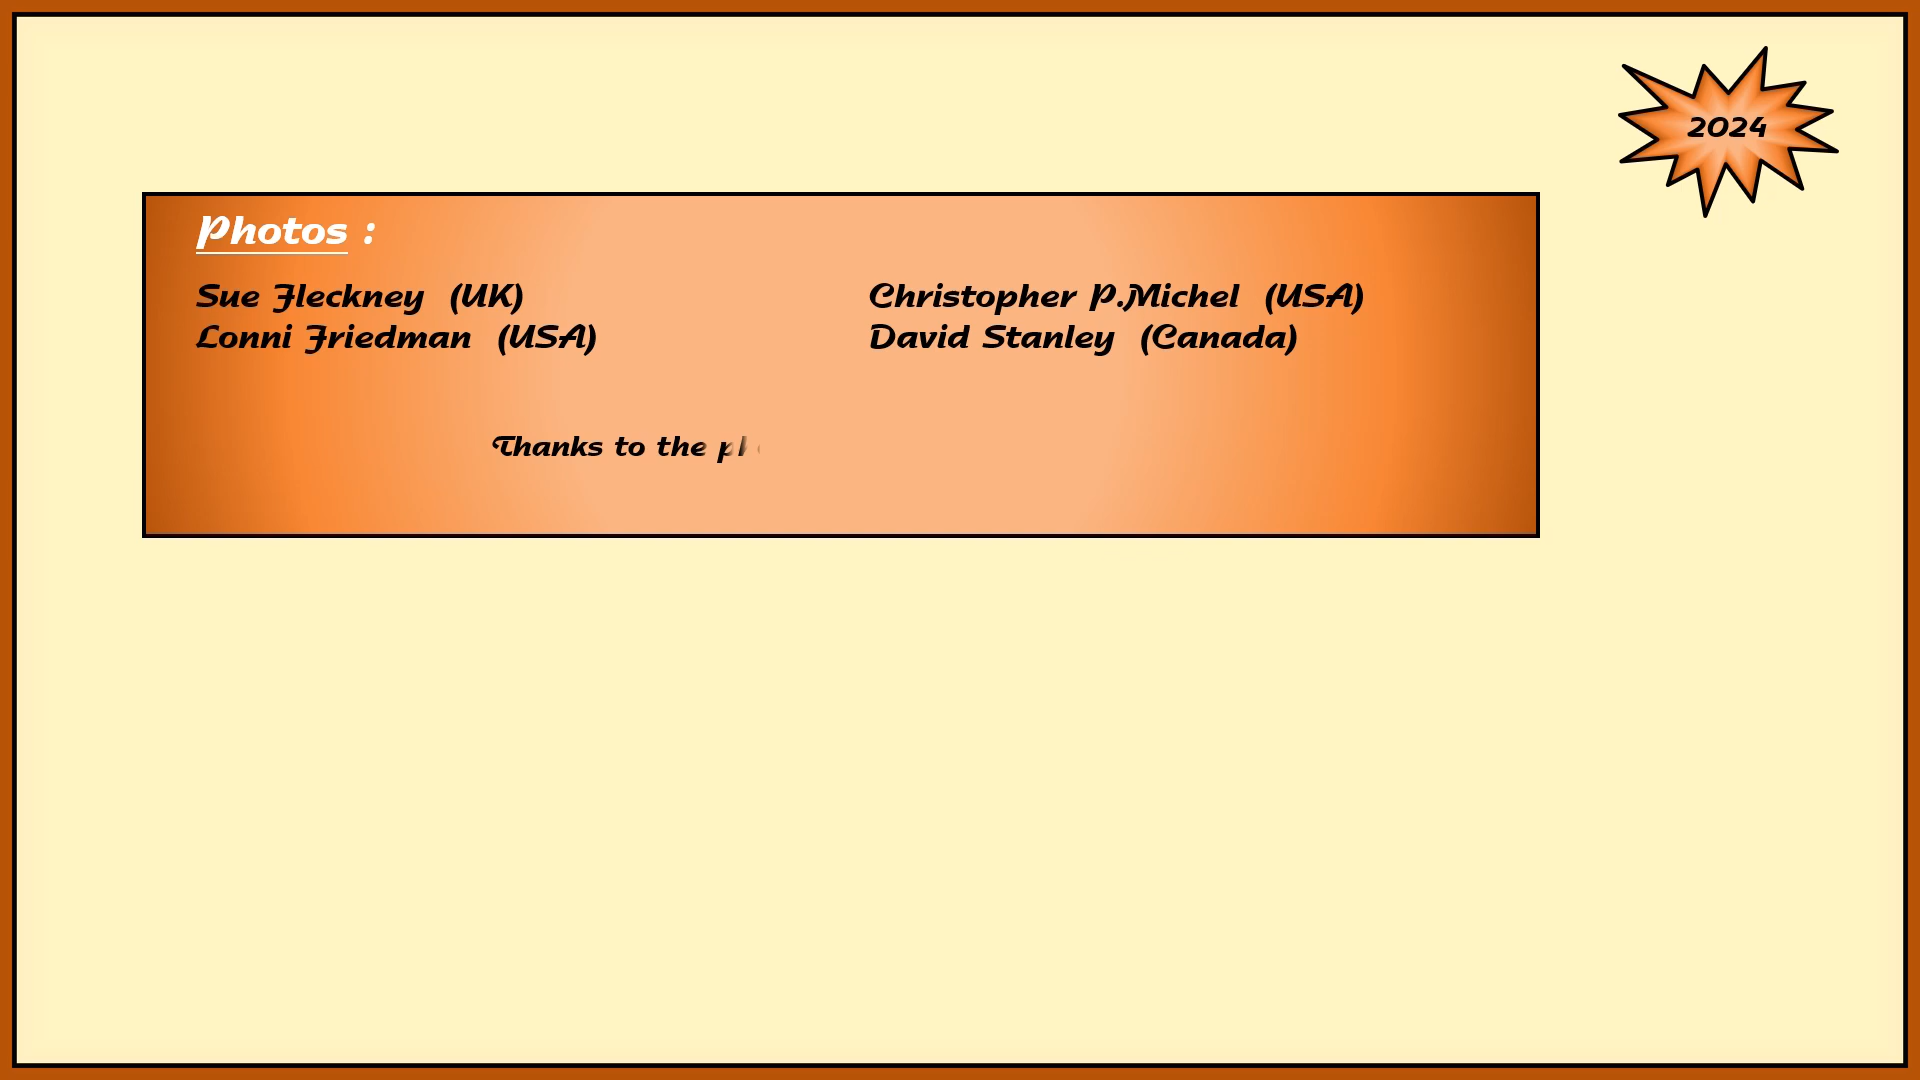 2024
Photos :
Sue Fleckney (UK)
Christopher P.Michel (USA)
Lonni Friedman (USA)
David Stanley (Canada)
Thanks to the